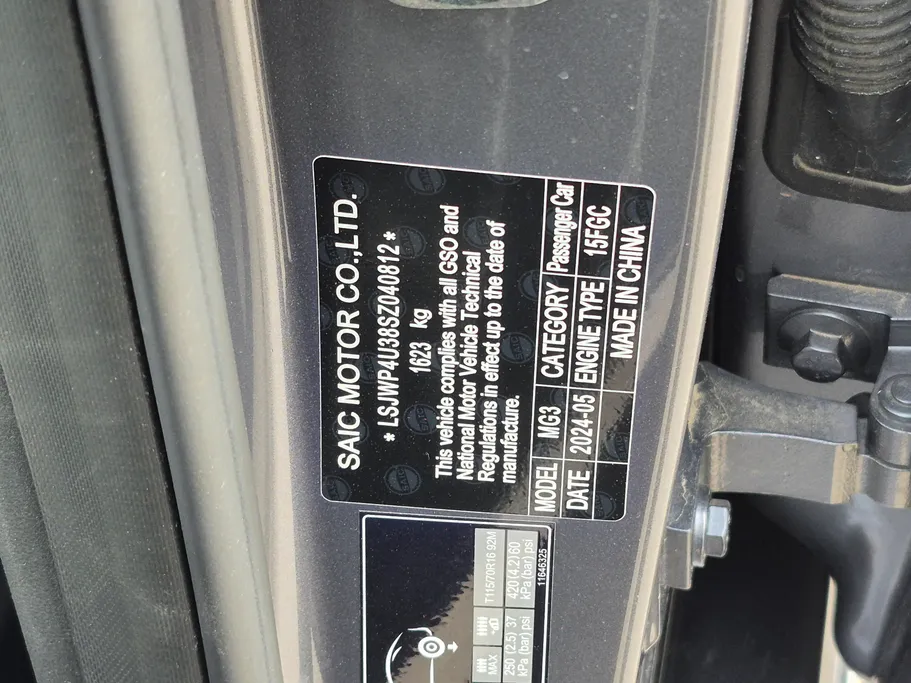 SAIC MOTOR CO.,LTD.
* LSJWP4U38SZ040812 *
1623 kg
This vehicle complies with all GSO and
National Motor Vehicle Technical
Regulations in effect up to the date of
manufacture.
MODEL MG3 CATEGORY Passenger Car
DATE 2024-05 ENGINE TYPE 15FGC
MADE IN CHINA
MAX T115/70R16 92M
250 (2.5) 37 420 (4.2) 60
kPa (bar) psi kPa (bar) psi
11646325